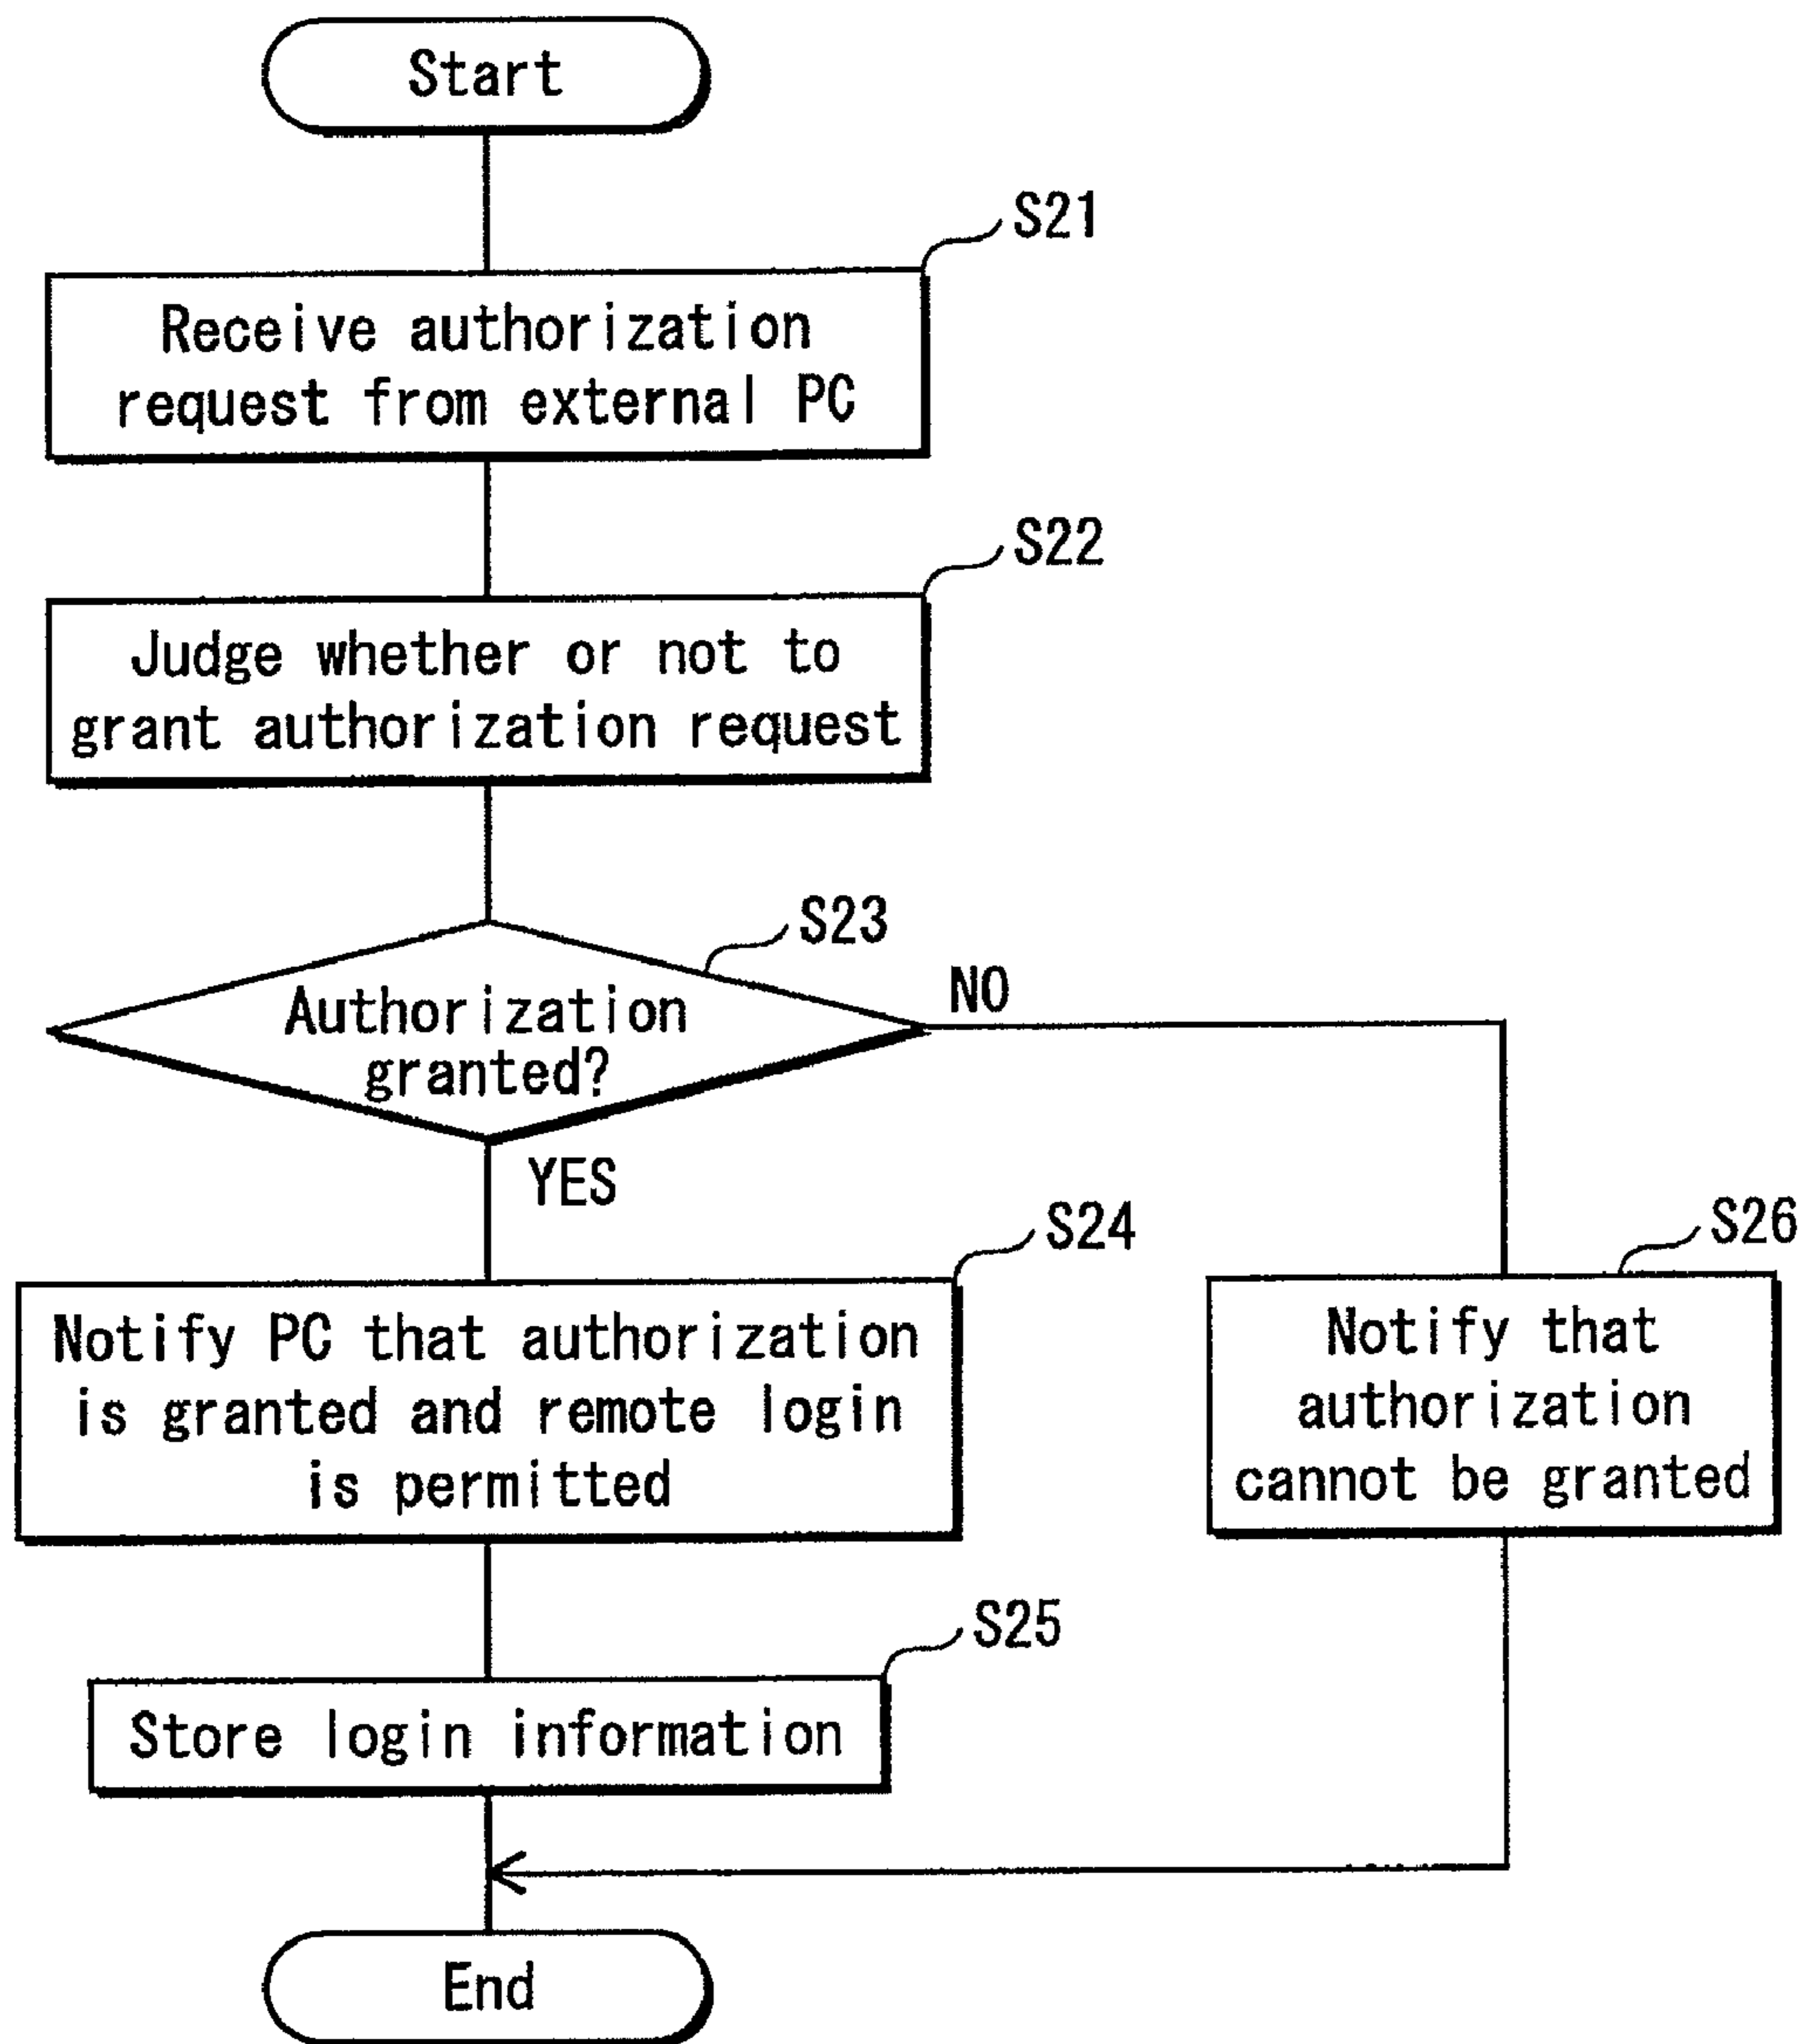 Start
S21
Receive authorization
request from external PC
S22
Judge whether or not to
grant authorization request
S23
Authorization
granted?
NO
YES
S24
Notify PC that authorization
is granted and remote login
is permitted
S26
Notify that
authorization
cannot be granted
S25
Store login information
End